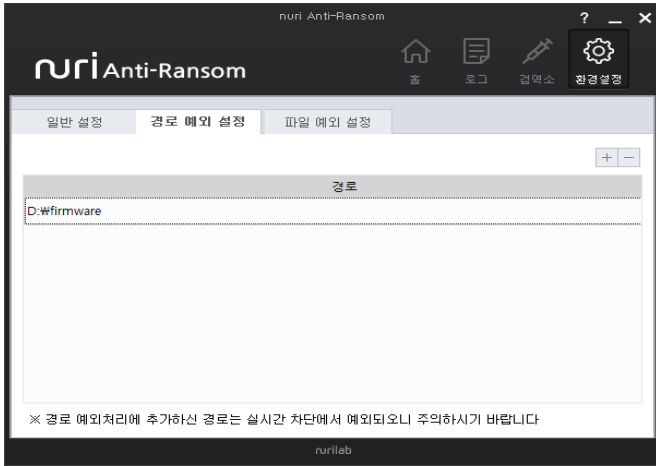 nuri Anti-Ransom
? _ ×
nuri Anti-Ransom
홈 로그 검역소 환경설정
일반 설정 경로 예외 설정 파일 예외 설정
+ −
경로
D:₩firmware
※ 경로 예외처리에 추가하신 경로는 실시간 차단에서 예외되오니 주의하시기 바랍니다
nurilab